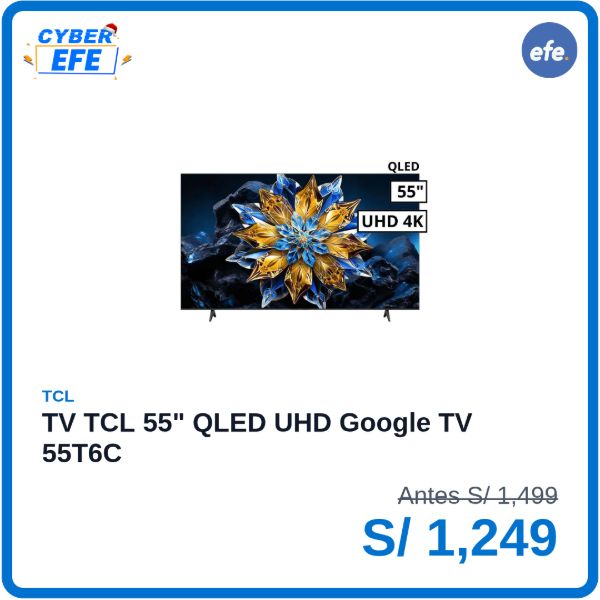 CYBER
EFE
efe.
QLED
55"
UHD 4K
TCL
TV TCL 55" QLED UHD Google TV
55T6C
Antes S/ 1,499
S/ 1,249